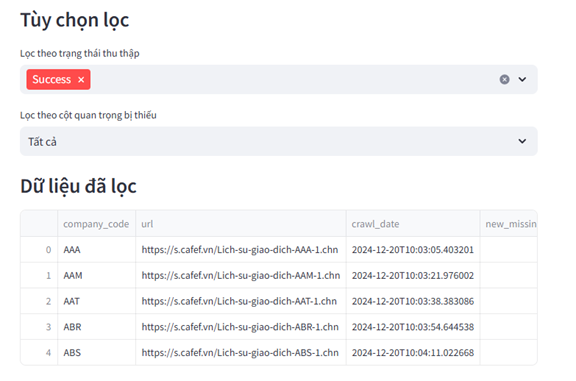 Tùy chọn lọc
Lọc theo trạng thái thu thập
Success ×
Lọc theo cột quan trọng bị thiếu
Tất cả
Dữ liệu đã lọc
company_code url crawl_date new_missin
0 AAA https://s.cafef.vn/Lich-su-giao-dich-AAA-1.chn 2024-12-20T10:03:05.403201
1 AAM https://s.cafef.vn/Lich-su-giao-dich-AAM-1.chn 2024-12-20T10:03:21.976002
2 AAT https://s.cafef.vn/Lich-su-giao-dich-AAT-1.chn 2024-12-20T10:03:38.383086
3 ABR https://s.cafef.vn/Lich-su-giao-dich-ABR-1.chn 2024-12-20T10:03:54.644538
4 ABS https://s.cafef.vn/Lich-su-giao-dich-ABS-1.chn 2024-12-20T10:04:11.022668